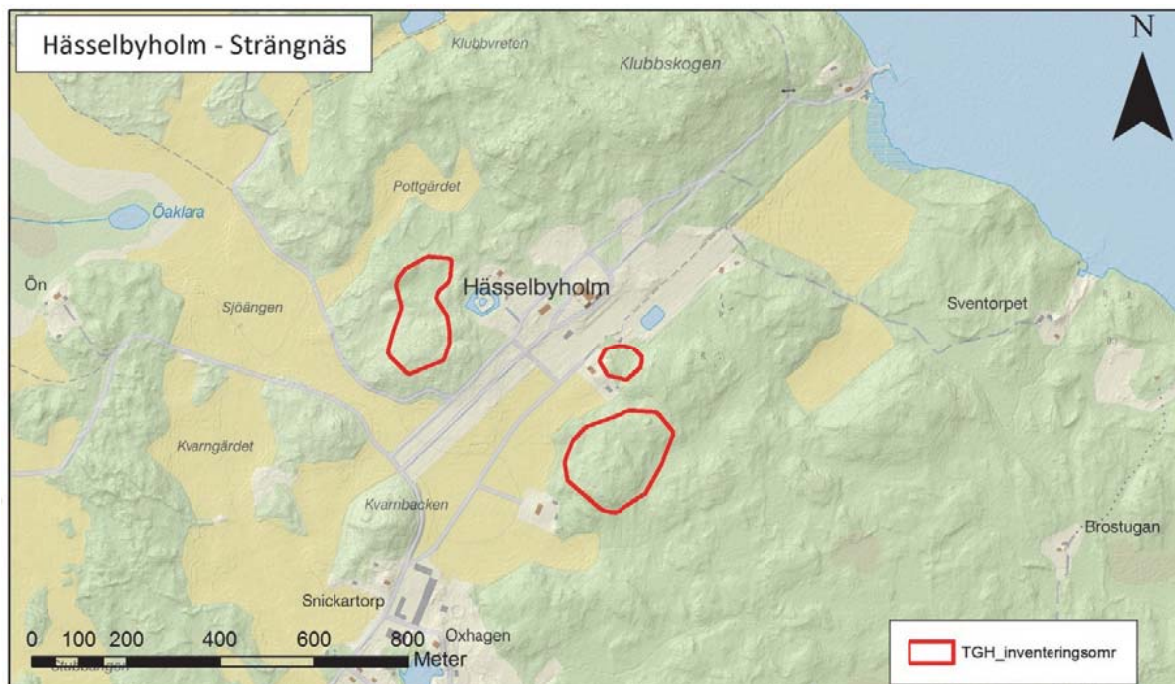 Hässelbyholm - Strängnäs
Klubbvreten
Klubbskogen
N
Pottgärdet
Öaklara
Hässelbyholm
Ön
Sjöängen
Sventorpet
Kvarngärdet
Kvarnbacken
Brostugan
Snickartorp
Oxhagen
0 100 200 400 600 800
Meter
TGH_inventeringsomr